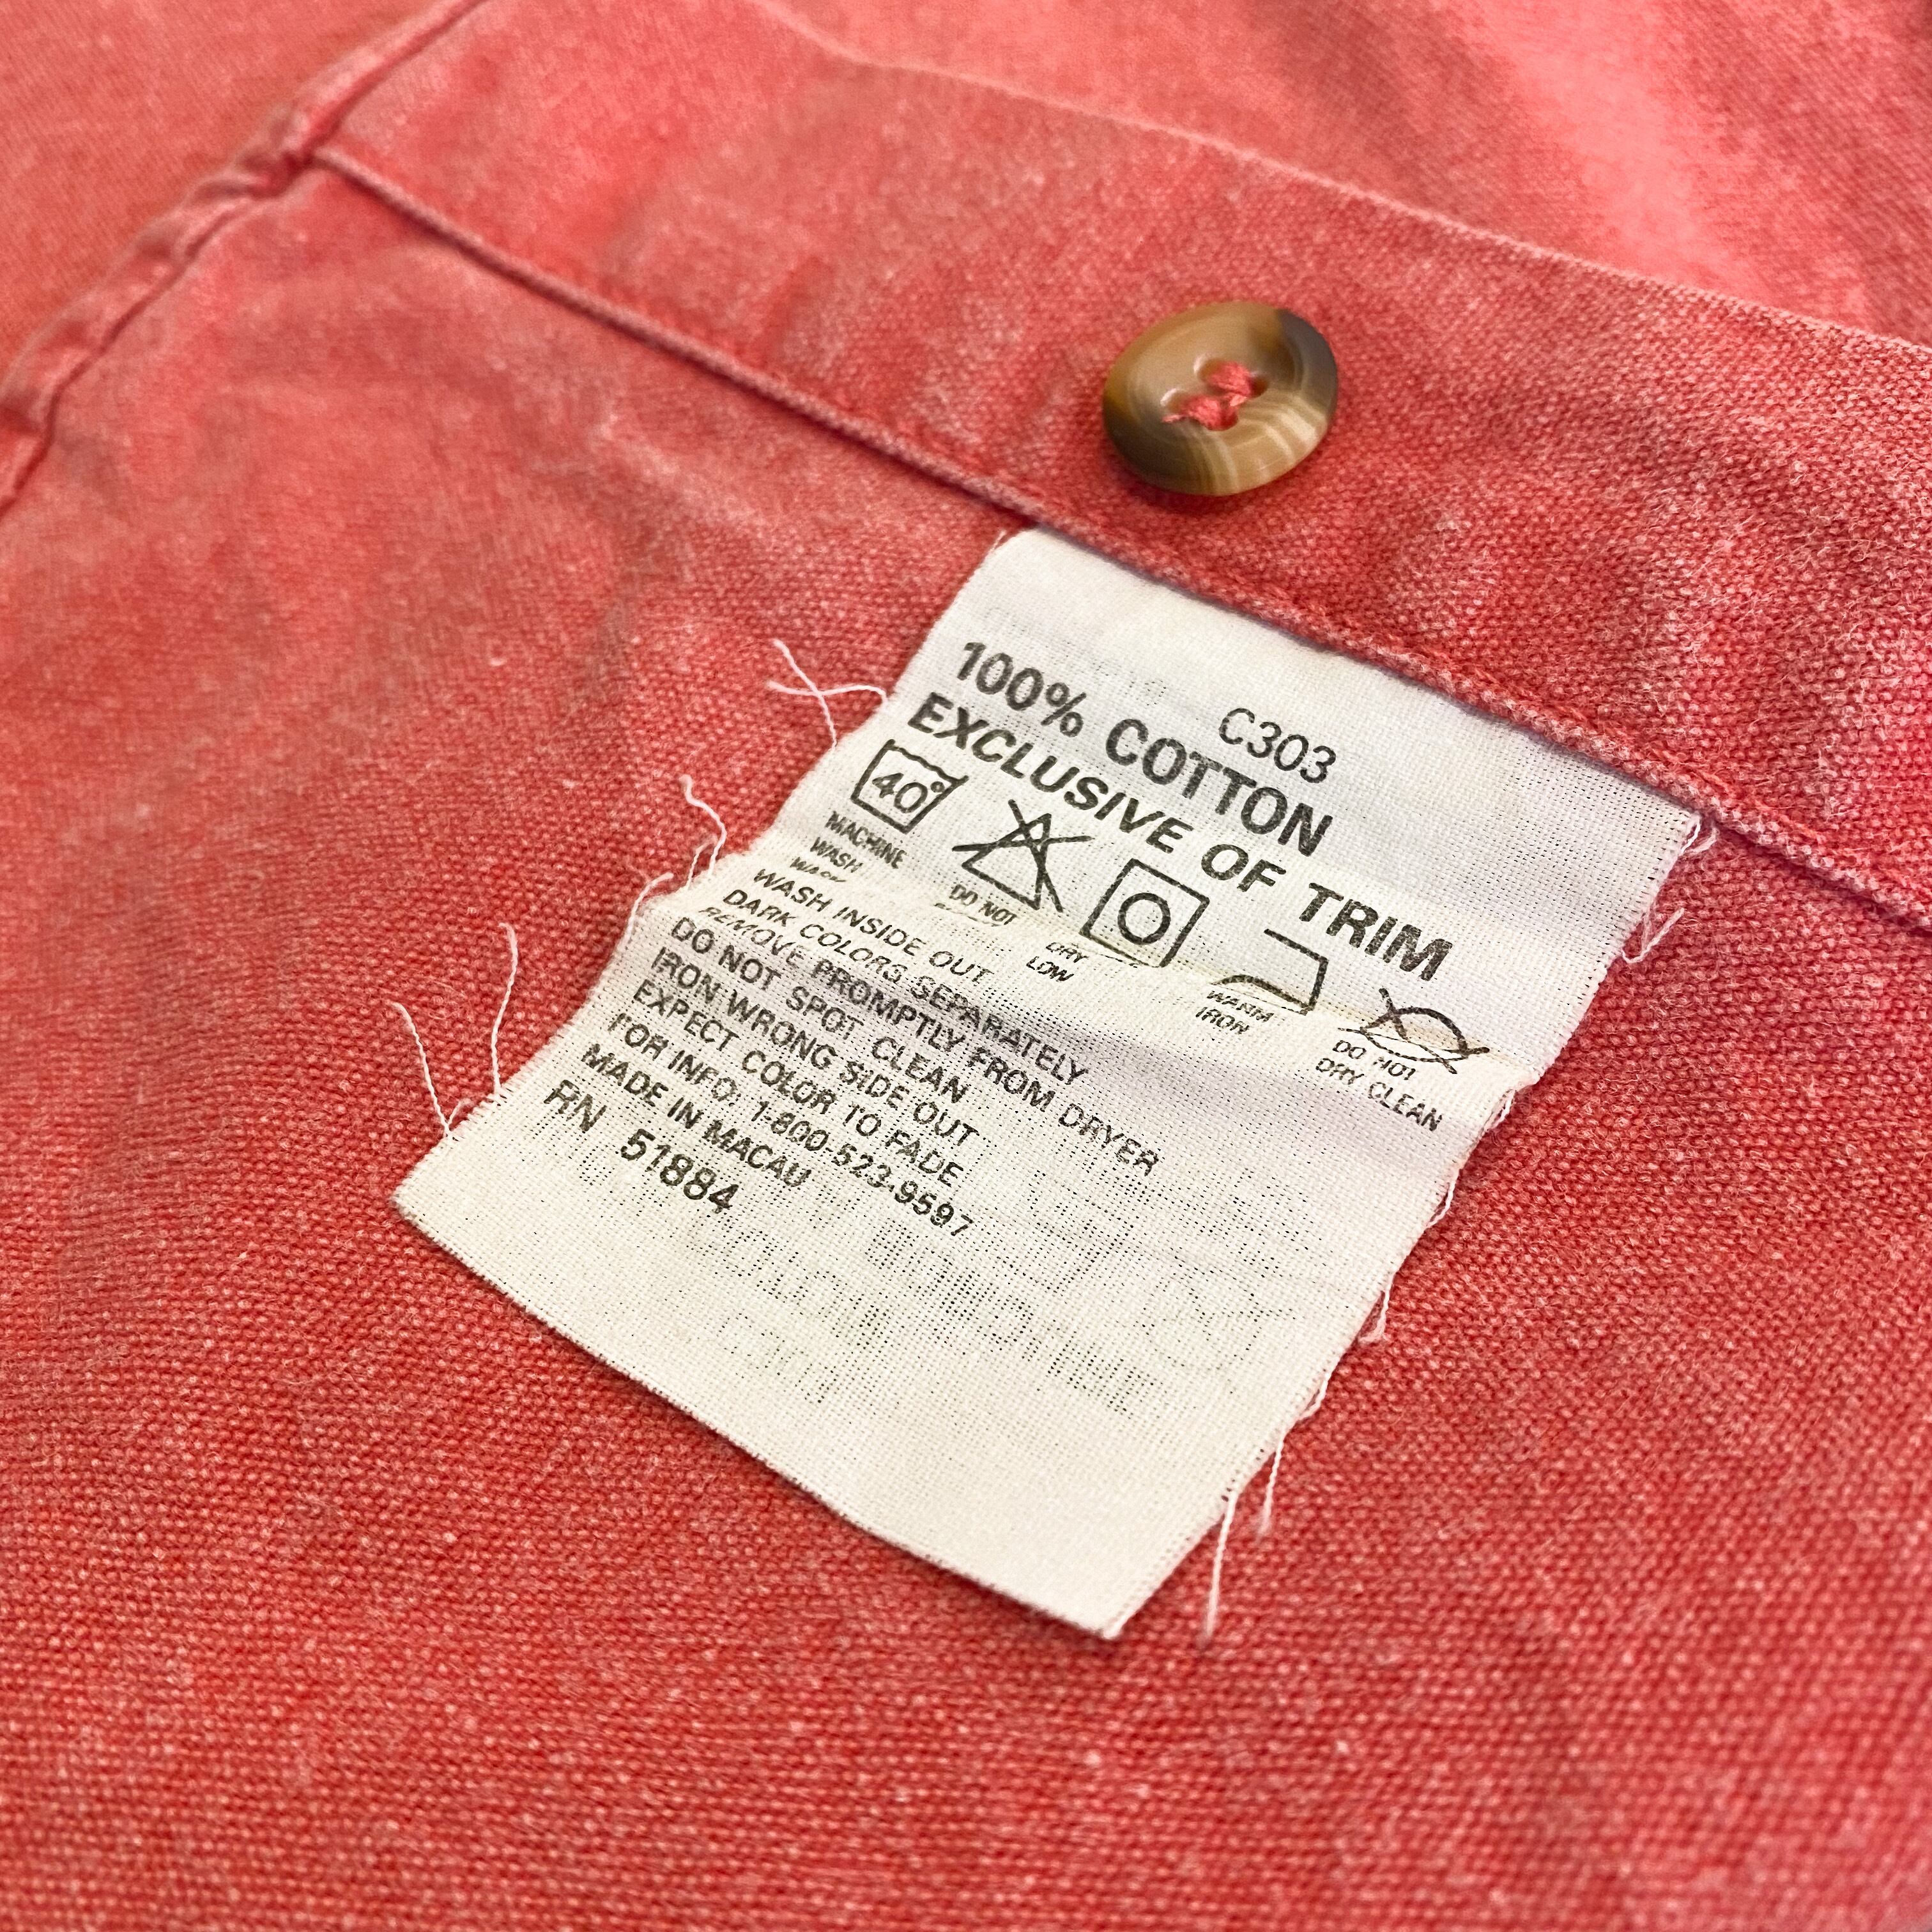 C303
100% COTTON
EXCLUSIVE OF TRIM
40°
MACHINE
WASH
WARM
DO NOT
DRY
LOW
WARM
IRON
DO NOT
DRY CLEAN
WASH INSIDE OUT
DARK COLORS SEPARATELY
REMOVE PROMPTLY FROM DRYER
DO NOT SPOT CLEAN
IRON WRONG SIDE OUT
EXPECT COLOR TO FADE
FOR INFO: 1-800-523-9597
MADE IN MACAU
RN 51884